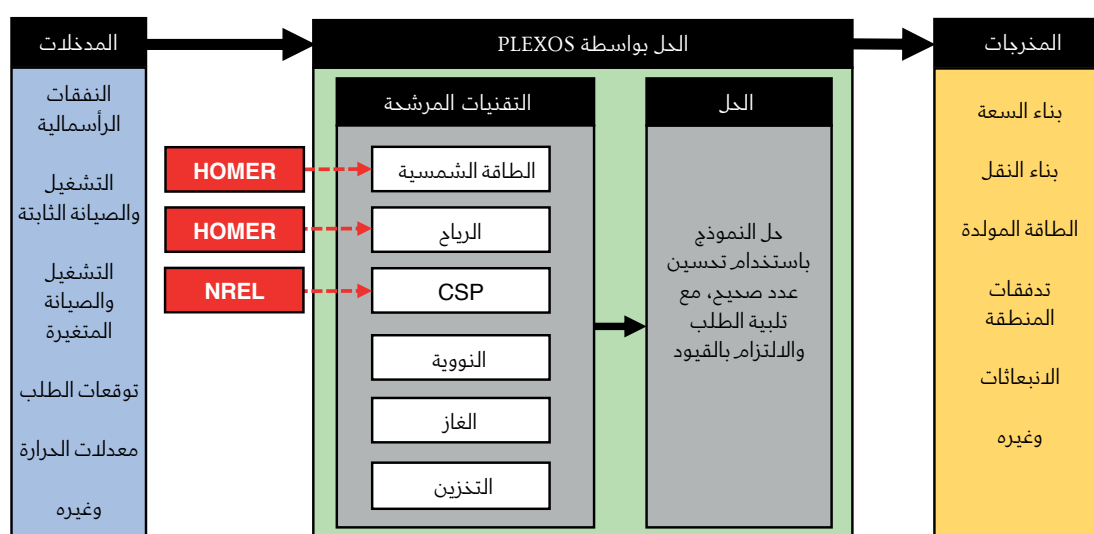 المدخلات
النفقات
الرأسمالية
التشغيل
والصيانة الثابتة
التشغيل
والصيانة
المتغيرة
توقعات الطلب
معدلات الحرارة
وغيره
HOMER
HOMER
NREL
الحل بواسطة PLEXOS
التقنيات المرشحة
الطاقة الشمسية
الرياح
CSP
النووية
الغاز
التخزين
الحل
حل النموذج
باستخدام تحسين
عدد صحيح، مع
تلبية الطلب
والالتزام بالقيود
المخرجات
بناء السعة
بناء النقل
الطاقة المولدة
تدفقات
المنطقة
الانبعاثات
وغيره